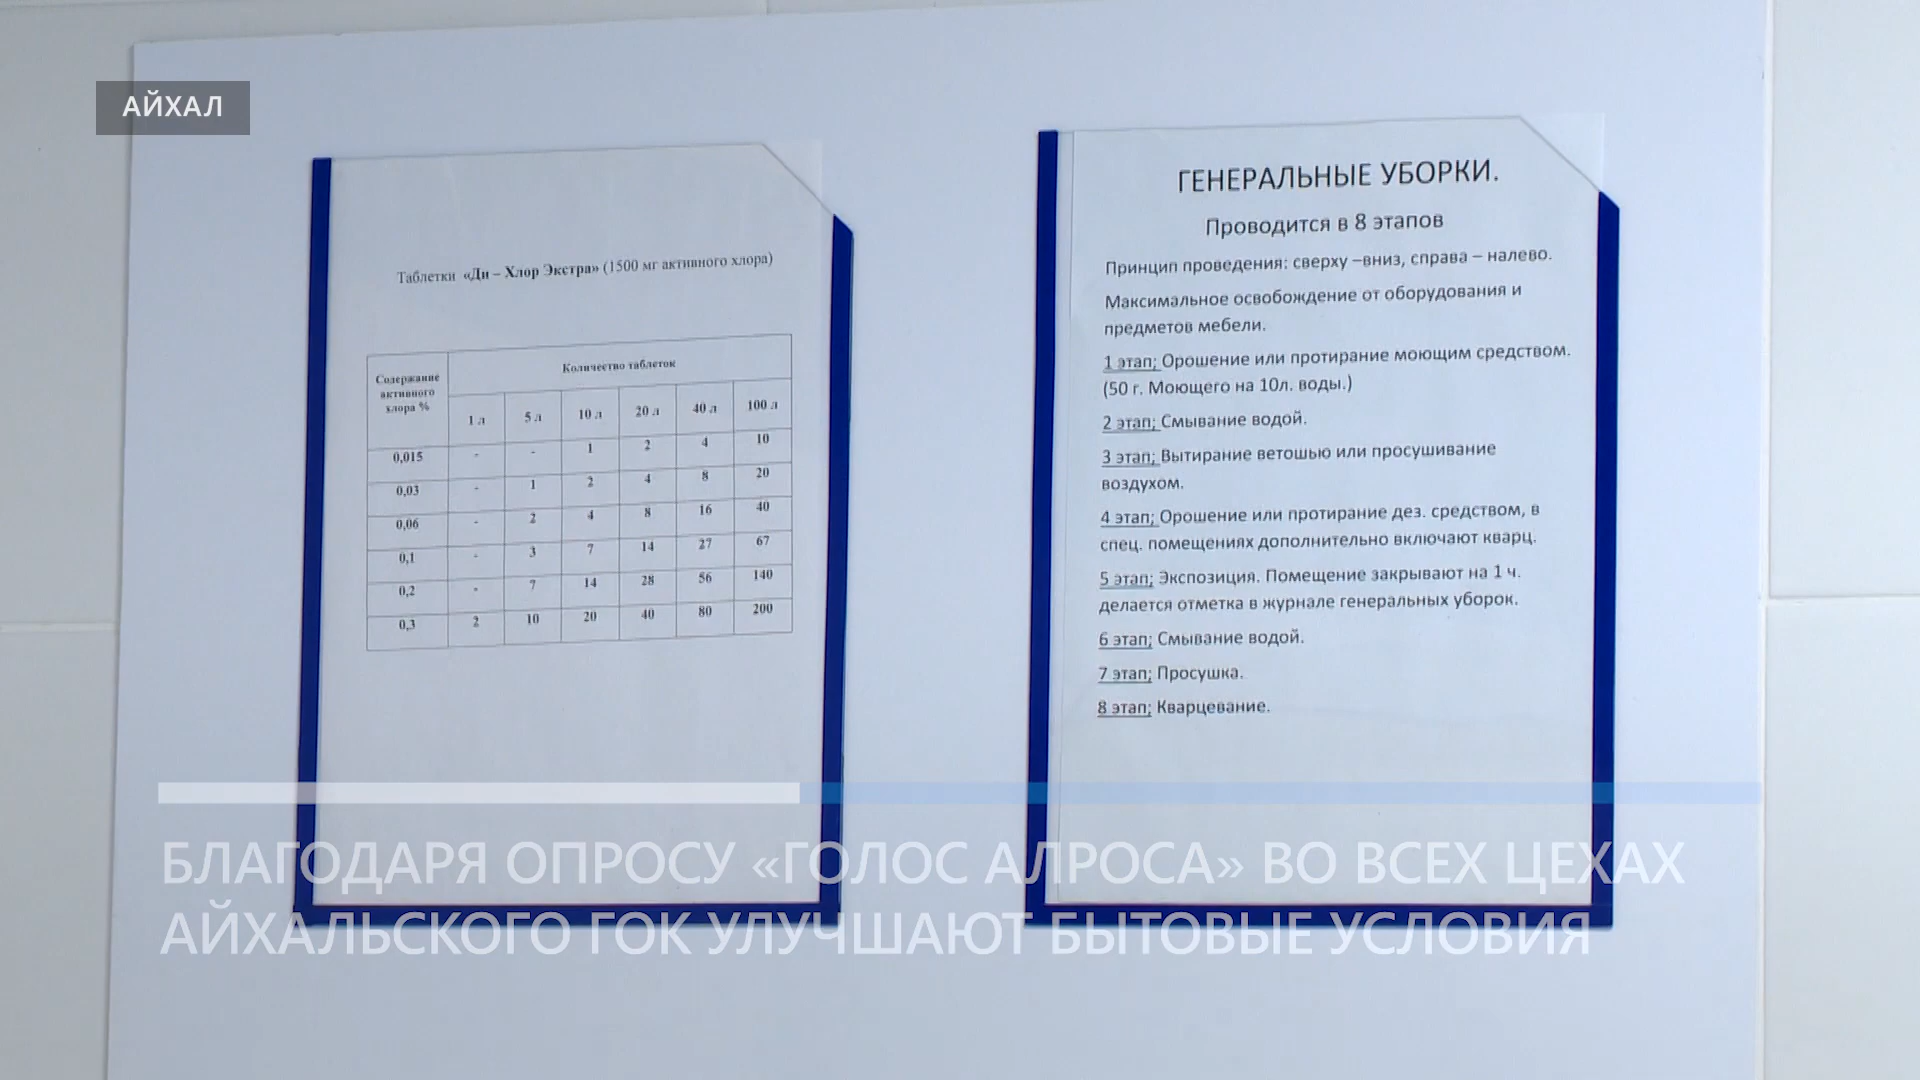 АЙХАЛ
Таблетки «Ди – Хлор Экстра» (1500 мг активного хлора)
Содержание активного хлора % Количество таблеток
1 л 5 л 10 л 20 л 40 л 100 л
0,015 - - 1 2 4 10
0,03 - 1 2 4 8 20
0,06 - 2 4 8 16 40
0,1 - 3 7 14 27 67
0,2 - 7 14 28 56 140
0,3 2 10 20 40 80 200
ГЕНЕРАЛЬНЫЕ УБОРКИ.
Проводится в 8 этапов
Принцип проведения: сверху –вниз, справа – налево.
Максимальное освобождение от оборудования и
предметов мебели.
1 этап; Орошение или протирание моющим средством.
(50 г. Моющего на 10л. воды.)
2 этап; Смывание водой.
3 этап; Вытирание ветошью или просушивание
воздухом.
4 этап; Орошение или протирание дез. средством, в
спец. помещениях дополнительно включают кварц.
5 этап; Экспозиция. Помещение закрывают на 1 ч.
делается отметка в журнале генеральных уборок.
6 этап; Смывание водой.
7 этап; Просушка.
8 этап; Кварцевание.
БЛАГОДАРЯ ОПРОСУ «ГОЛОС АЛРОСА» ВО ВСЕХ ЦЕХАХ
АЙХАЛЬСКОГО ГОК УЛУЧШАЮТ БЫТОВЫЕ УСЛОВИЯ